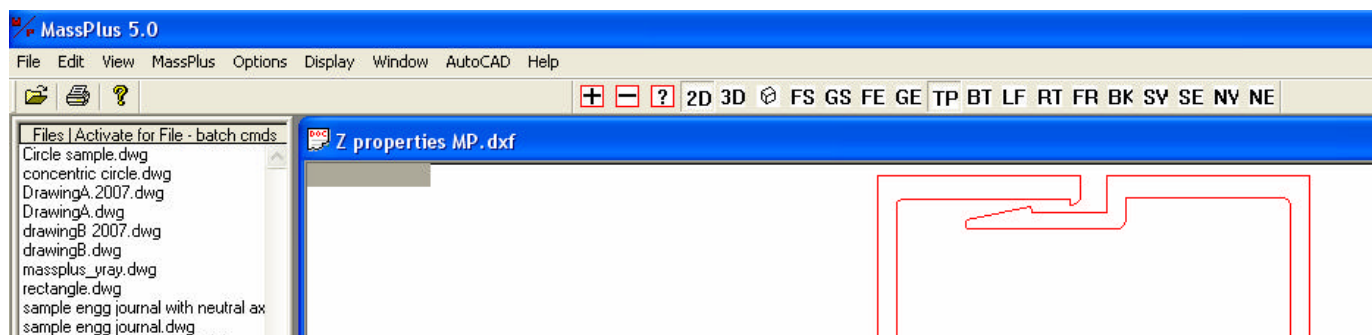 MassPlus 5.0
File Edit View MassPlus Options Display Window AutoCAD Help
? ? 2D 3D FS GS FE GE TP BT LF RT FR BK SV SE NV NE
Files | Activate for File - batch cmds
Circle sample.dwg
concentric circle.dwg
DrawingA.2007.dwg
DrawingA.dwg
drawingB 2007.dwg
drawingB.dwg
massplus_yray.dwg
rectangle.dwg
sample engg journal with neutral ax
sample engg journal.dwg
DOC Z properties MP.dxf